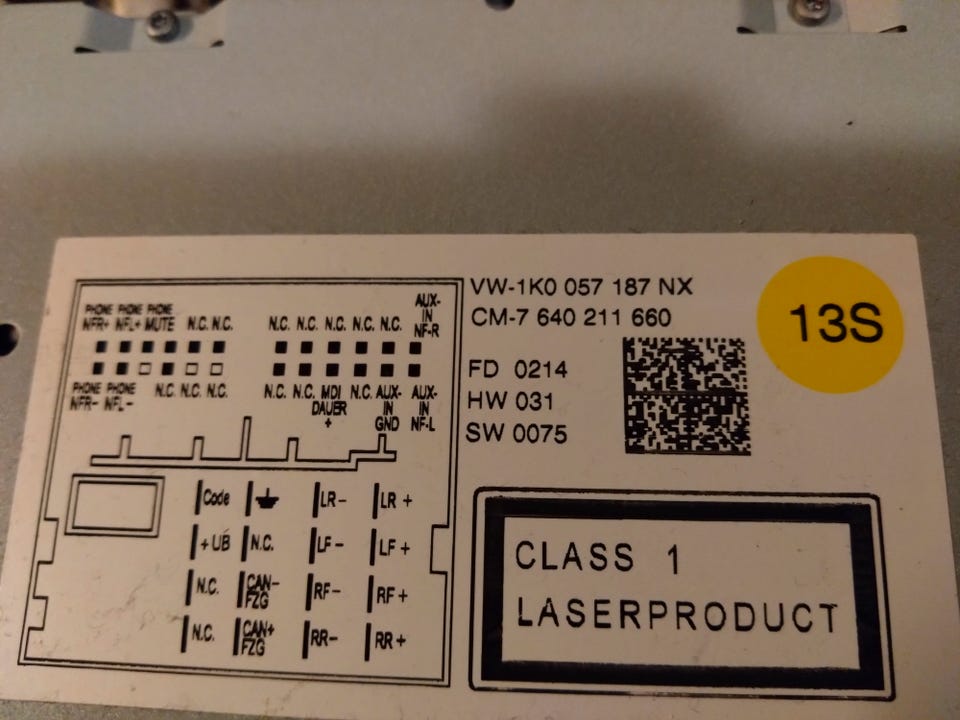 VW-1K0 057 187 NX
CM-7 640 211 660
FD 0214
HW 031
SW 0075
13S
PHONE PHONE PHONE
NFR+ NFL+ MUTE N.C. N.C. N.C. N.C. N.C. N.C. N.C. AUX-
IN
NF-R
PHONE PHONE
NFR- NFL- N.C. N.C. N.C. N.C. N.C. MDI N.C. AUX- AUX-
DAUER IN IN
+ GND NF-L
Code LR- LR +
+UB N.C. LF- LF+
N.C. CAN- RF- RF+
FZG
N.C. CAN+ RR- RR+
FZG
CLASS 1
LASERPRODUCT